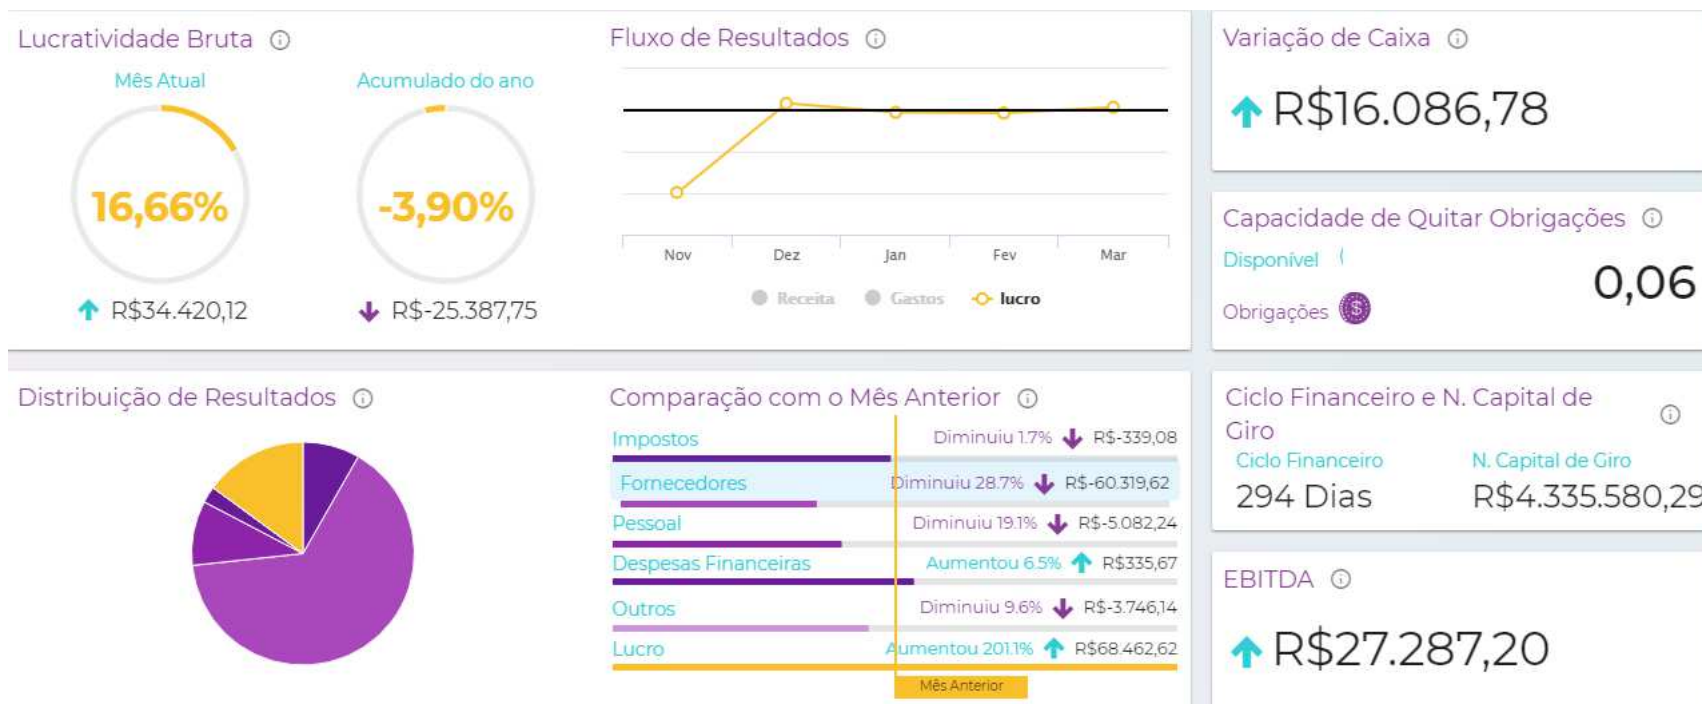 Lucratividade Bruta
Mês Atual
Acumulado do ano
16,66%
-3,90%
R$34.420,12
R$-25.387,75
Fluxo de Resultados
Nov
Dez
Jan
Fev
Mar
Receita
Gastos
lucro
Variação de Caixa
R$16.086,78
Capacidade de Quitar Obrigações
Disponível
Obrigações
$
0,06
Distribuição de Resultados
Comparação com o Mês Anterior
Impostos Diminuiu 1.7% R$-339,08
Fornecedores Diminuiu 28.7% R$-60.319,62
Pessoal Diminuiu 19.1% R$-5.082,24
Despesas Financeiras Aumentou 6.5% R$335,67
Outros Diminuiu 9.6% R$-3.746,14
Lucro Aumentou 201.1% R$68.462,62
Mês Anterior
Ciclo Financeiro e N. Capital de
Giro
Ciclo Financeiro
N. Capital de Giro
294 Dias
R$4.335.580,29
EBITDA
R$27.287,20